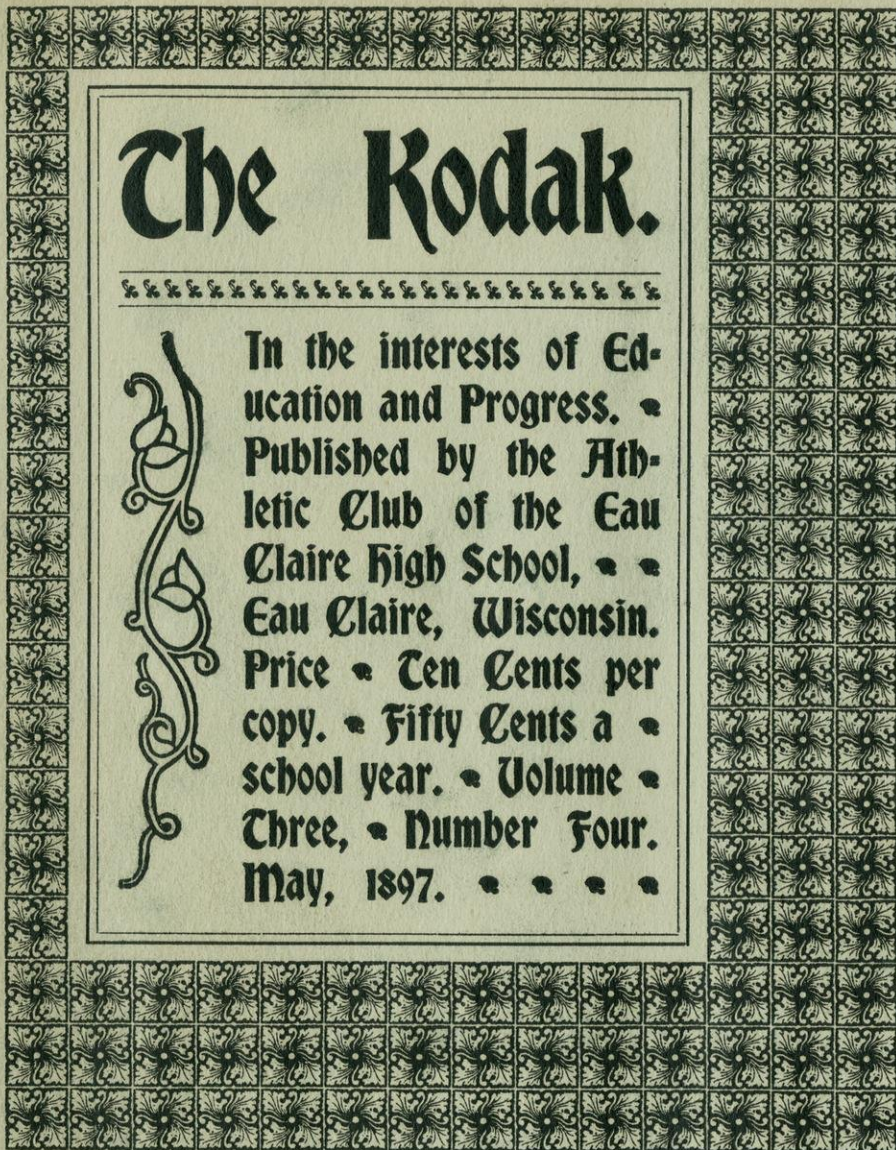 The Kodak.
In the interests of Ed-
ucation and Progress.
Published by the Ath-
letic Club of the Eau
Claire High School,
Eau Claire, Wisconsin.
Price Ten Cents per
copy. Fifty Cents a
school year. Volume
Three, Number Four.
May, 1897.